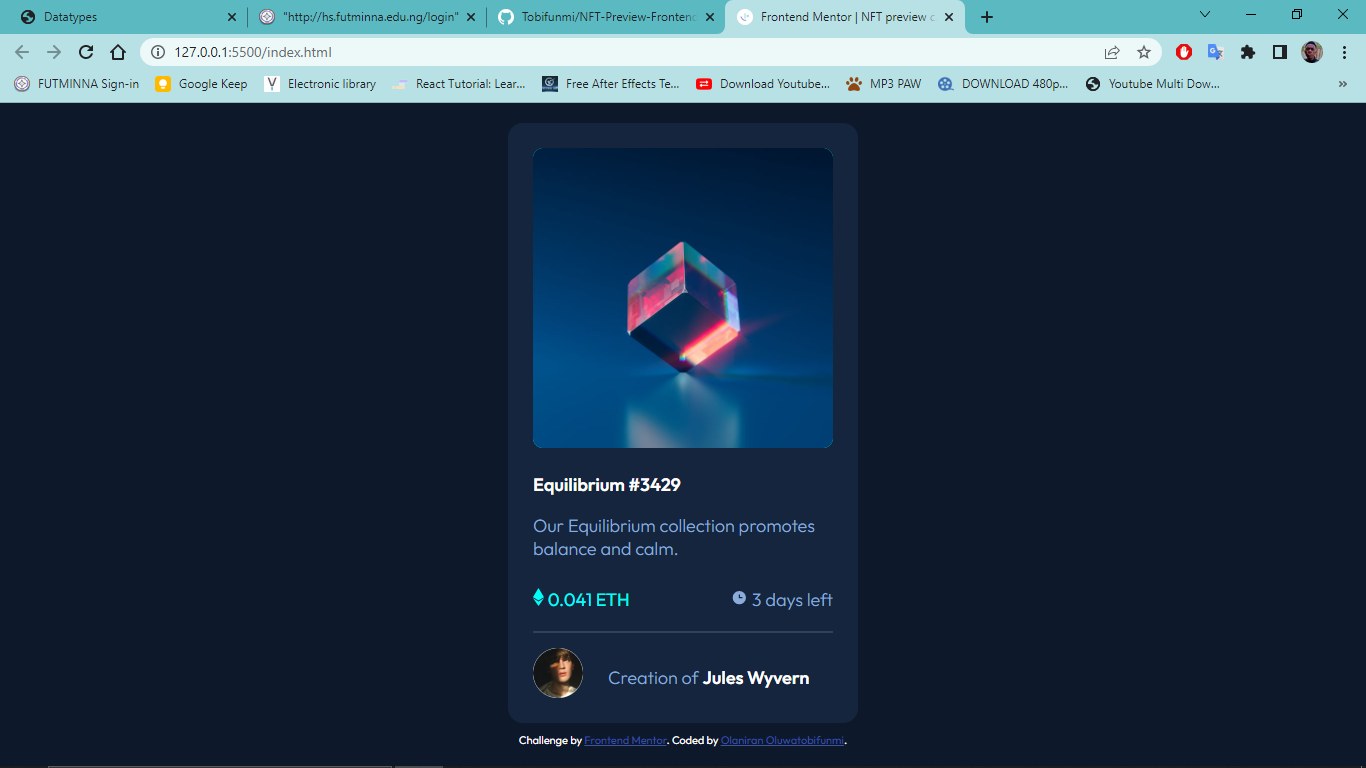 Datatypes
"http://hs.futminna.edu.ng/login"
Tobifunmi/NFT-Preview-Frontend
Frontend Mentor | NFT preview c
127.0.0.1:5500/index.html
FUTMINNA Sign-in
Google Keep
Electronic library
React Tutorial: Lear...
Free After Effects Te...
Download Youtube...
MP3 PAW
DOWNLOAD 480p...
Youtube Multi Dow...
Equilibrium #3429
Our Equilibrium collection promotes
balance and calm.
0.041 ETH
3 days left
Creation of Jules Wyvern
Challenge by Frontend Mentor. Coded by Olaniran Oluwatobifunmi.